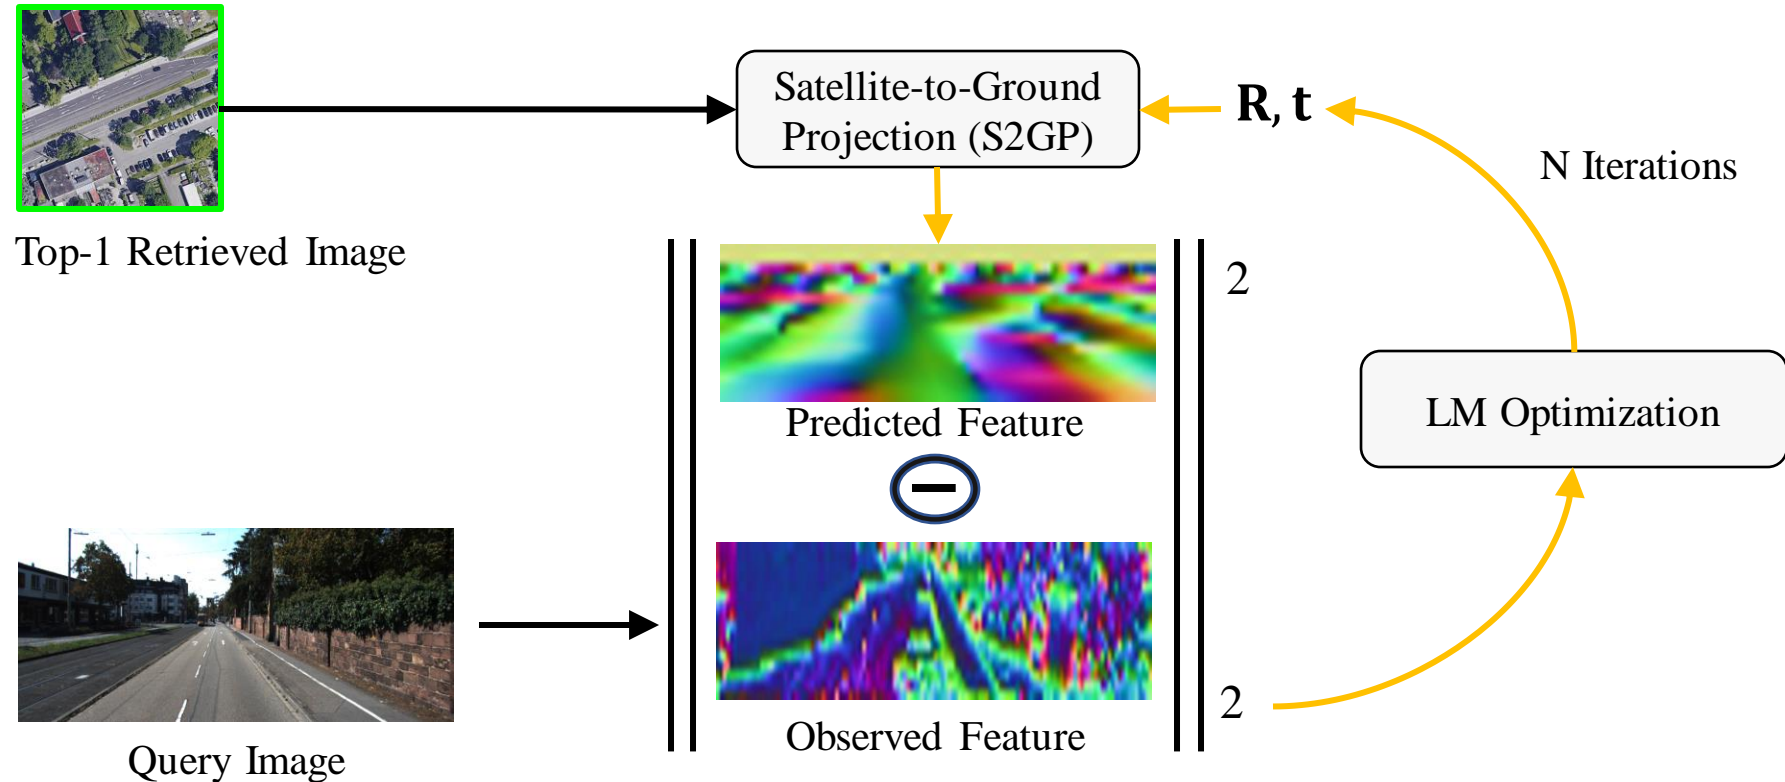 Satellite-to-Ground
Projection (S2GP)
R, t
N Iterations
Top-1 Retrieved Image
2
Predicted Feature
LM Optimization
2
Observed Feature
Query Image